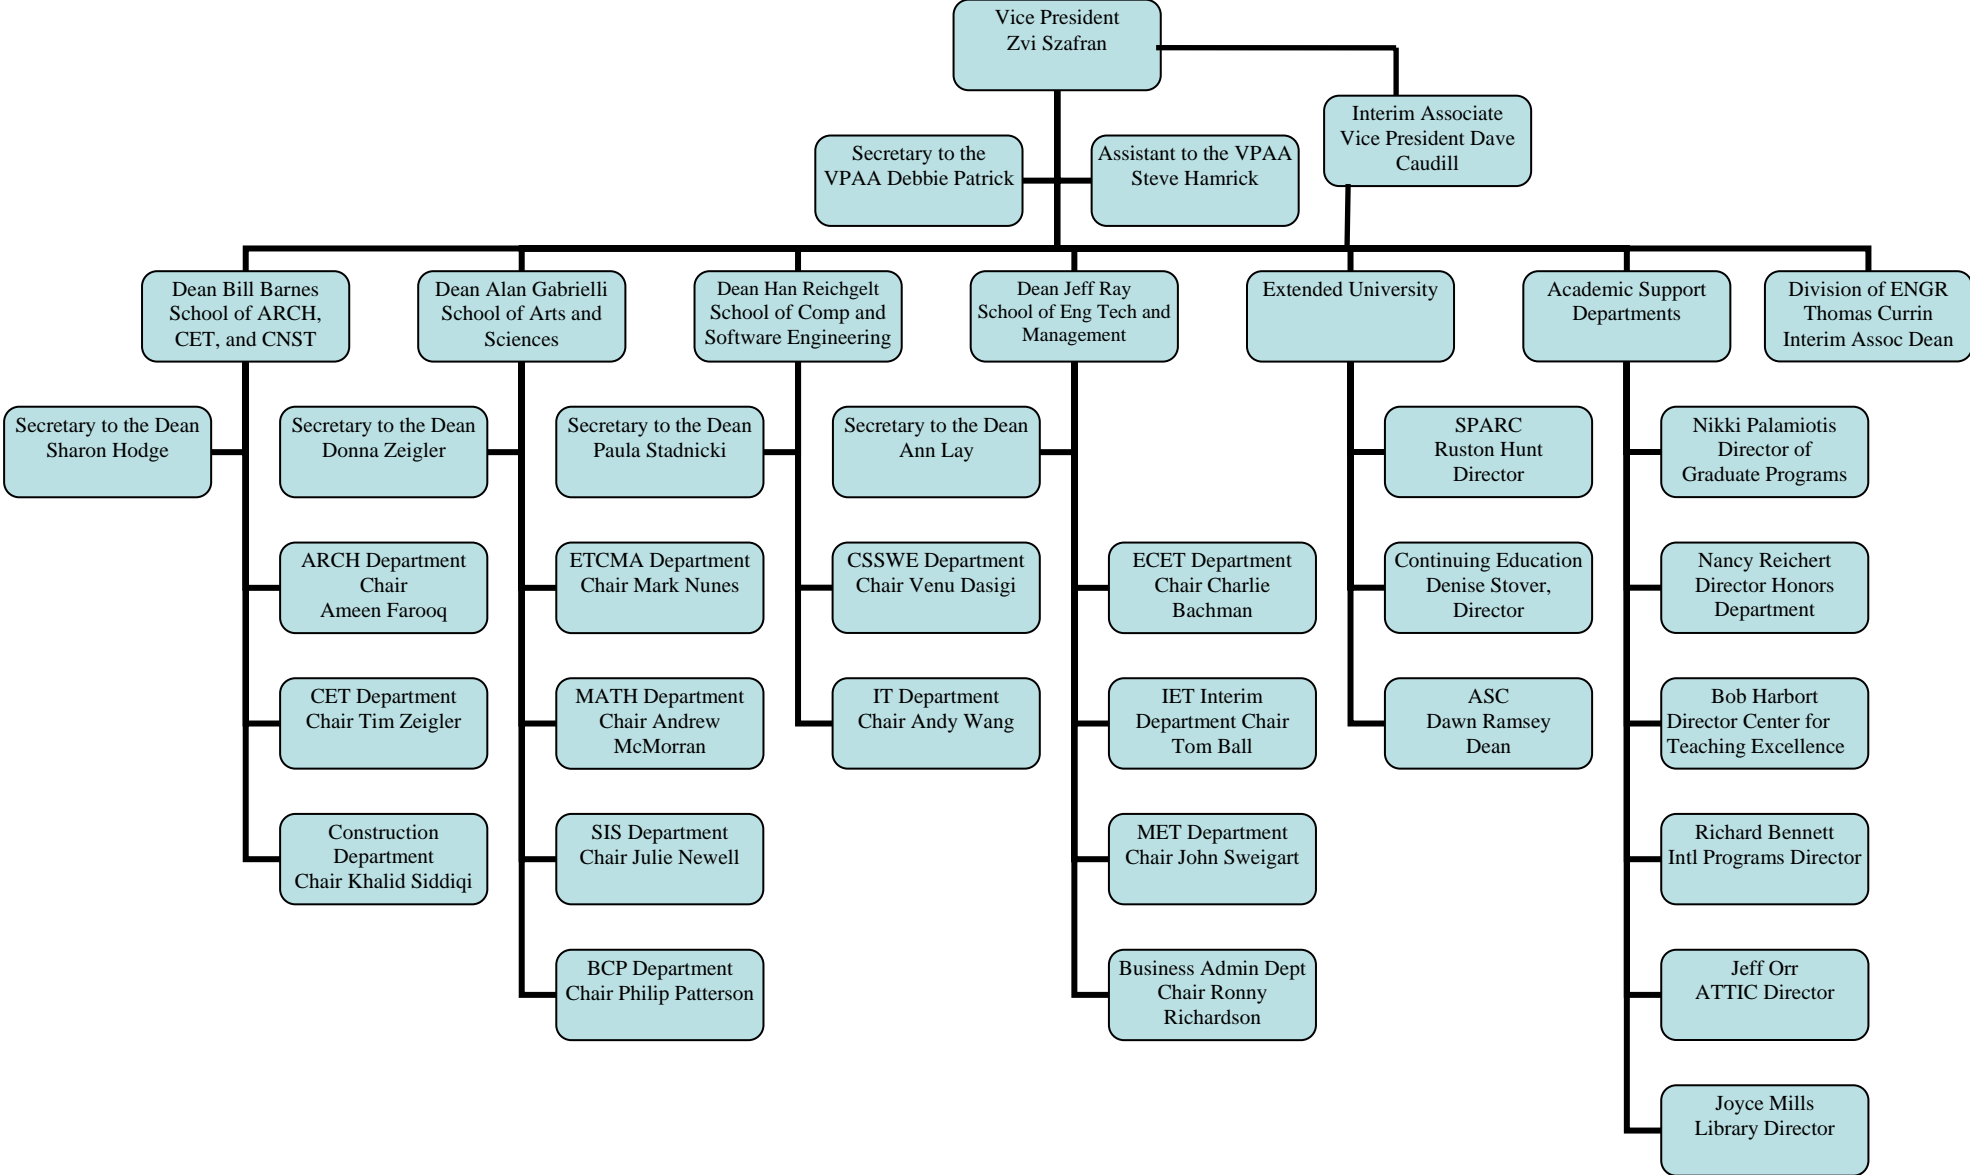 Vice President
Zvi Szafran
Interim Associate
Vice President Dave
Caudill
Secretary to the
VPAA Debbie Patrick
Assistant to the VPAA
Steve Hamrick
Dean Bill Barnes
School of ARCH,
CET, and CNST
Dean Alan Gabrielli
School of Arts and
Sciences
Dean Han Reichgelt
School of Comp and
Software Engineering
Dean Jeff Ray
School of Eng Tech and
Management
Extended University
Academic Support
Departments
Division of ENGR
Thomas Currin
Interim Assoc Dean
Secretary to the Dean
Sharon Hodge
Secretary to the Dean
Donna Zeigler
Secretary to the Dean
Paula Stadnicki
Secretary to the Dean
Ann Lay
SPARC
Ruston Hunt
Director
Nikki Palamiotis
Director of
Graduate Programs
ARCH Department
Chair
Ameen Farooq
ETCMA Department
Chair Mark Nunes
CSSWE Department
Chair Venu Dasigi
ECET Department
Chair Charlie
Bachman
Continuing Education
Denise Stover,
Director
Nancy Reichert
Director Honors
Department
CET Department
Chair Tim Zeigler
MATH Department
Chair Andrew
McMorran
IT Department
Chair Andy Wang
IET Interim
Department Chair
Tom Ball
ASC
Dawn Ramsey
Dean
Bob Harbort
Director Center for
Teaching Excellence
Construction
Department
Chair Khalid Siddiqi
SIS Department
Chair Julie Newell
MET Department
Chair John Sweigart
Richard Bennett
Intl Programs Director
BCP Department
Chair Philip Patterson
Business Admin Dept
Chair Ronny
Richardson
Jeff Orr
ATTIC Director
Joyce Mills
Library Director